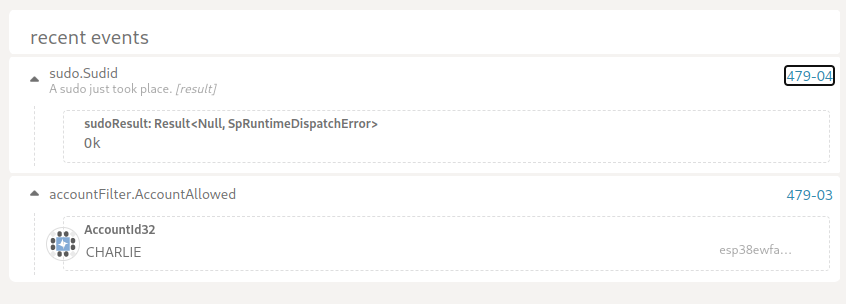 recent events
sudo.Sudid
479-04
A sudo just took place. [result]
sudoResult: Result<Null, SpRuntimeDispatchError>
Ok
accountFilter.AccountAllowed
479-03
AccountId32
CHARLIE
esp38ewfa...